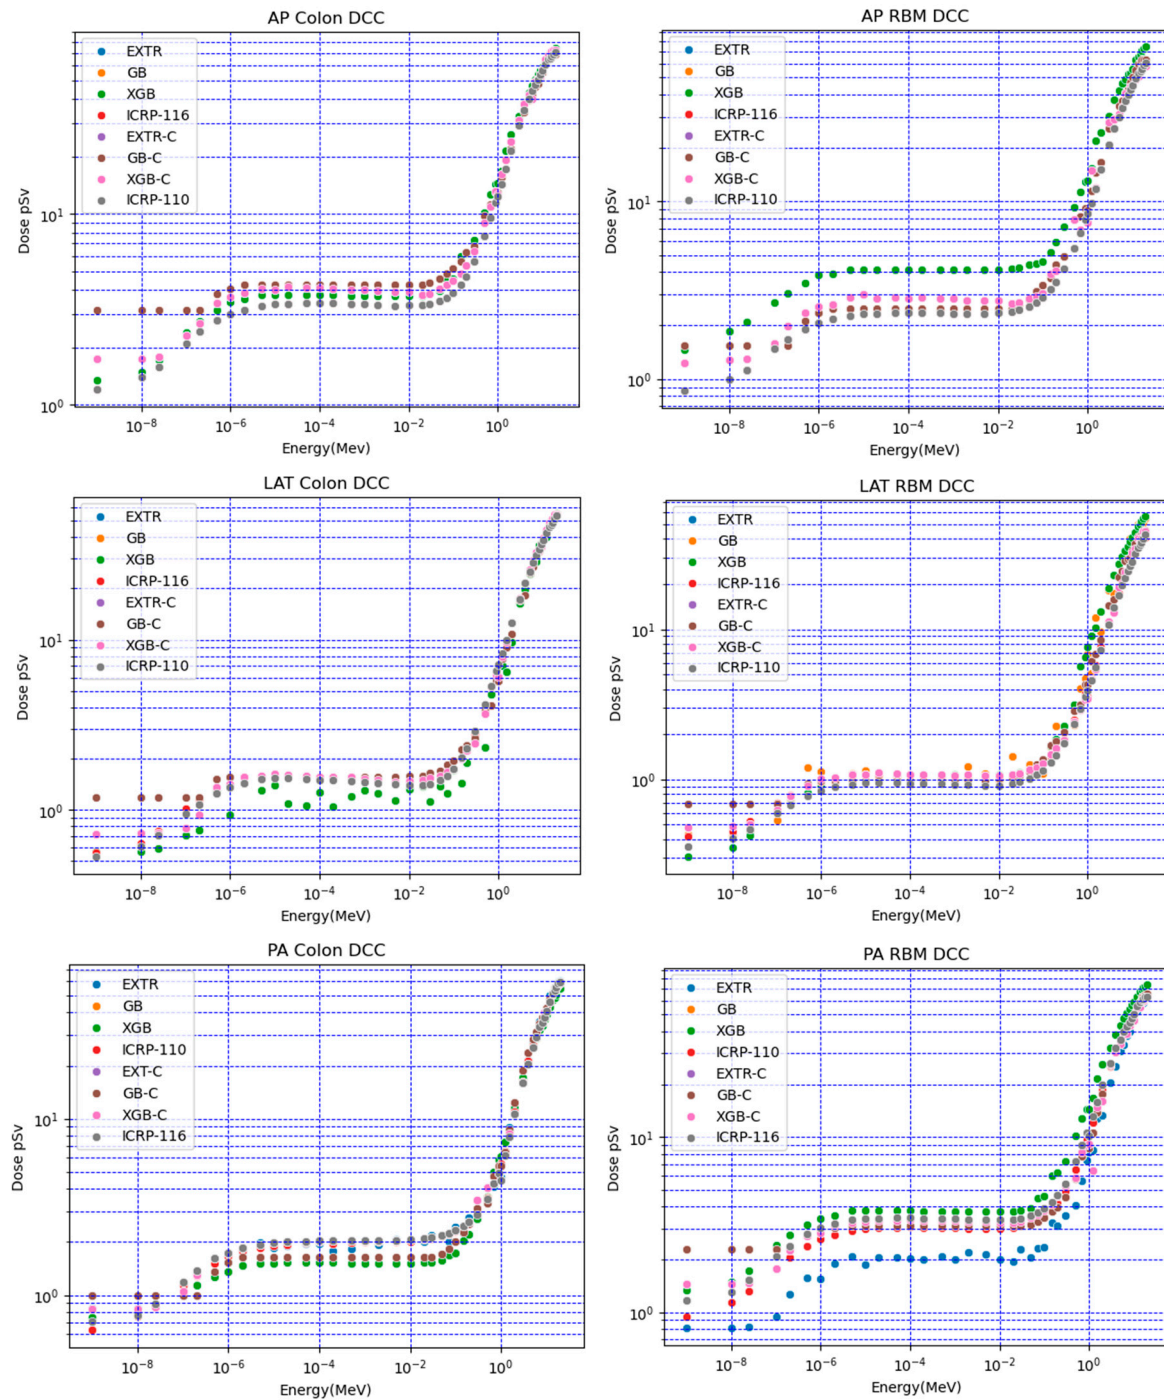 AP Colon DCC
EXTR
GB
XGB
ICRP-116
EXTR-C
GB-C
XGB-C
ICRP-110
Dose pSv
10¹
10⁰
10⁻⁸
10⁻⁶
10⁻⁴
10⁻²
10⁰
Energy(Mev)
AP RBM DCC
EXTR
GB
XGB
ICRP-116
EXTR-C
GB-C
XGB-C
ICRP-110
Dose pSv
10¹
10⁰
10⁻⁸
10⁻⁶
10⁻⁴
10⁻²
10⁰
Energy(MeV)
LAT Colon DCC
EXTR
GB
XGB
ICRP-116
EXTR-C
GB-C
XGB-C
ICRP-110
Dose pSv
10¹
10⁰
10⁻⁸
10⁻⁶
10⁻⁴
10⁻²
10⁰
Energy(MeV)
LAT RBM DCC
EXTR
GB
XGB
ICRP-116
EXTR-C
GB-C
XGB-C
ICRP-110
Dose pSv
10¹
10⁰
10⁻⁸
10⁻⁶
10⁻⁴
10⁻²
10⁰
Energy(MeV)
PA Colon DCC
EXTR
GB
XGB
ICRP-110
EXT-C
GB-C
XGB-C
ICRP-116
Dose pSv
10¹
10⁰
10⁻⁸
10⁻⁶
10⁻⁴
10⁻²
10⁰
Energy(MeV)
PA RBM DCC
EXTR
GB
XGB
ICRP-110
EXTR-C
GB-C
XGB-C
ICRP-116
Dose pSv
10¹
10⁰
10⁻⁸
10⁻⁶
10⁻⁴
10⁻²
10⁰
Energy(MeV)